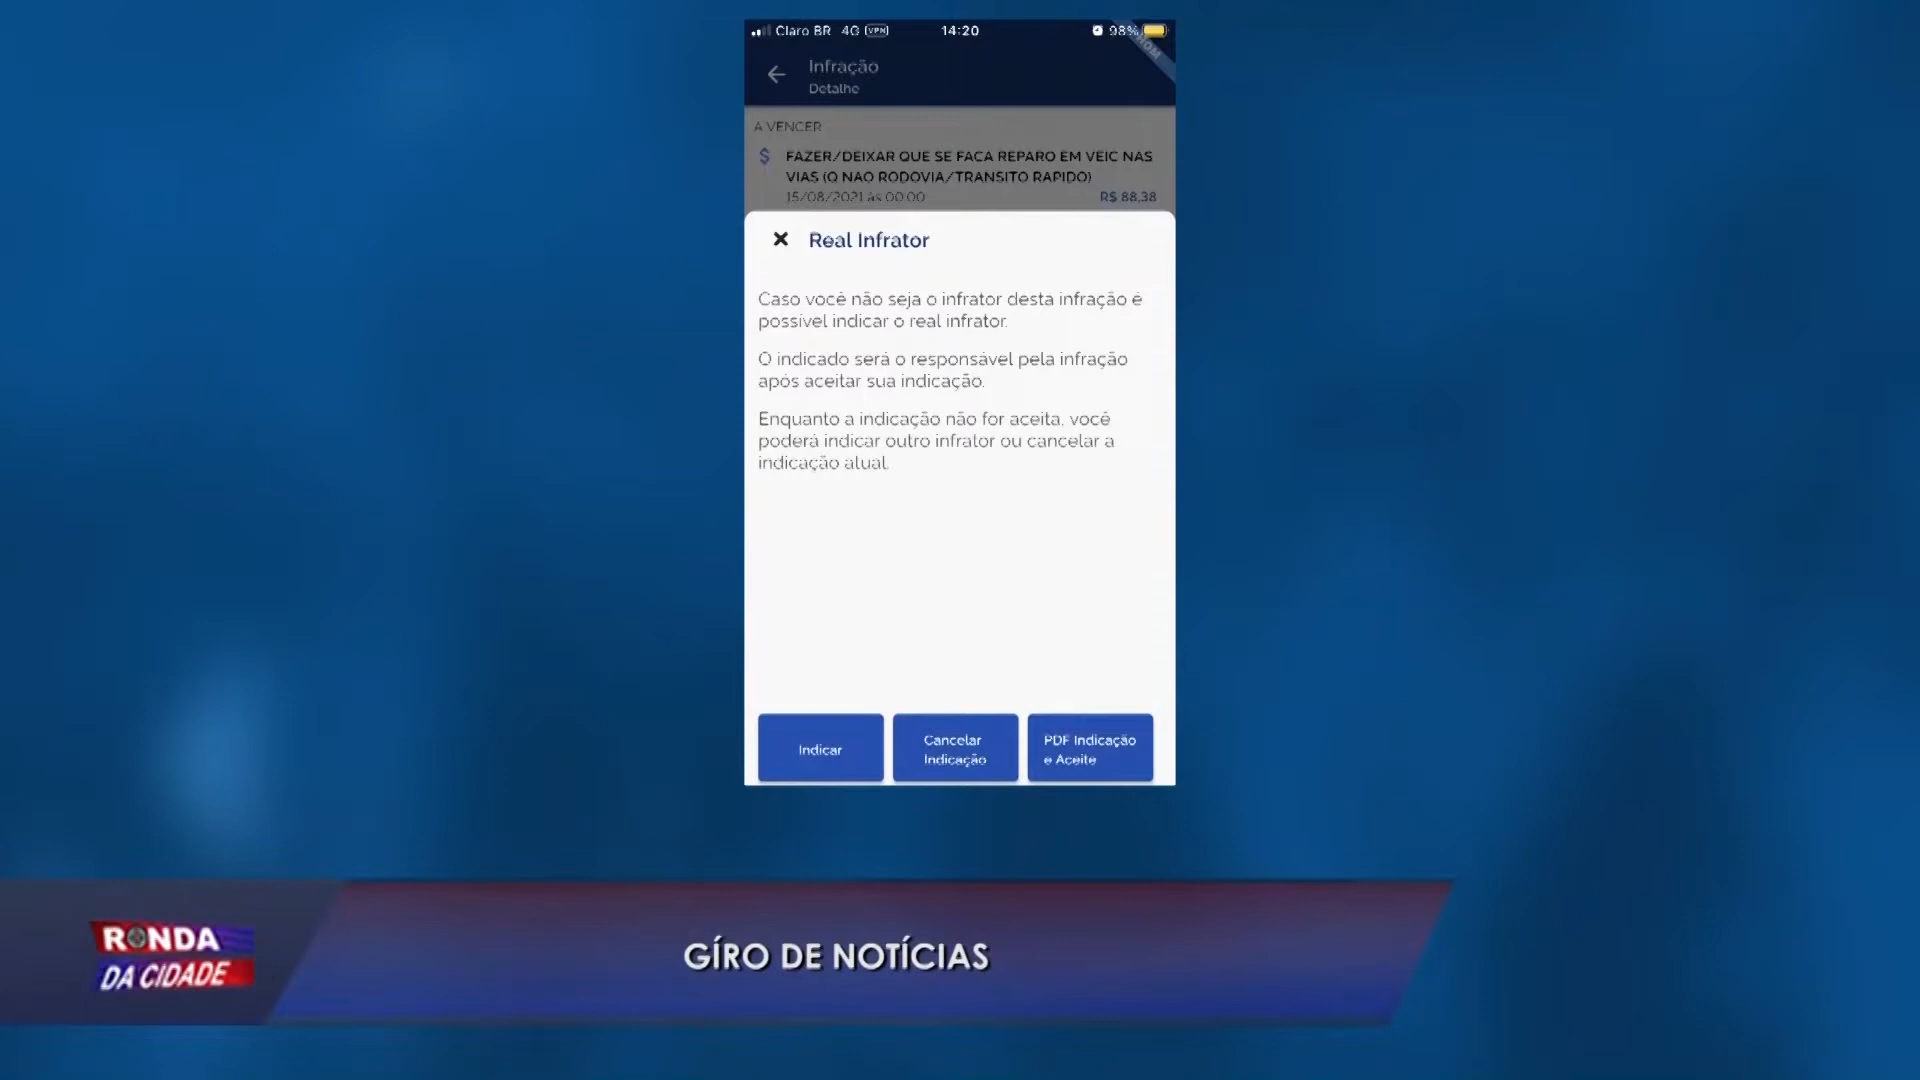 Claro BR 4G VPN 14:20 98%
HOM
Infração
Detalhe
A VENCER
$ FAZER/DEIXAR QUE SE FACA REPARO EM VEIC NAS
VIAS (Q NAO RODOVIA/TRANSITO RAPIDO)
15/08/2021 às 00:00 R$ 88,38
Real Infrator
Caso você não seja o infrator desta infração é
possível indicar o real infrator.
O indicado será o responsável pela infração
após aceitar sua indicação.
Enquanto a indicação não for aceita, você
poderá indicar outro infrator ou cancelar a
indicação atual.
Indicar
Cancelar
Indicação
PDF Indicação
e Aceite
RONDA
DA CIDADE
GÍRO DE NOTÍCIAS